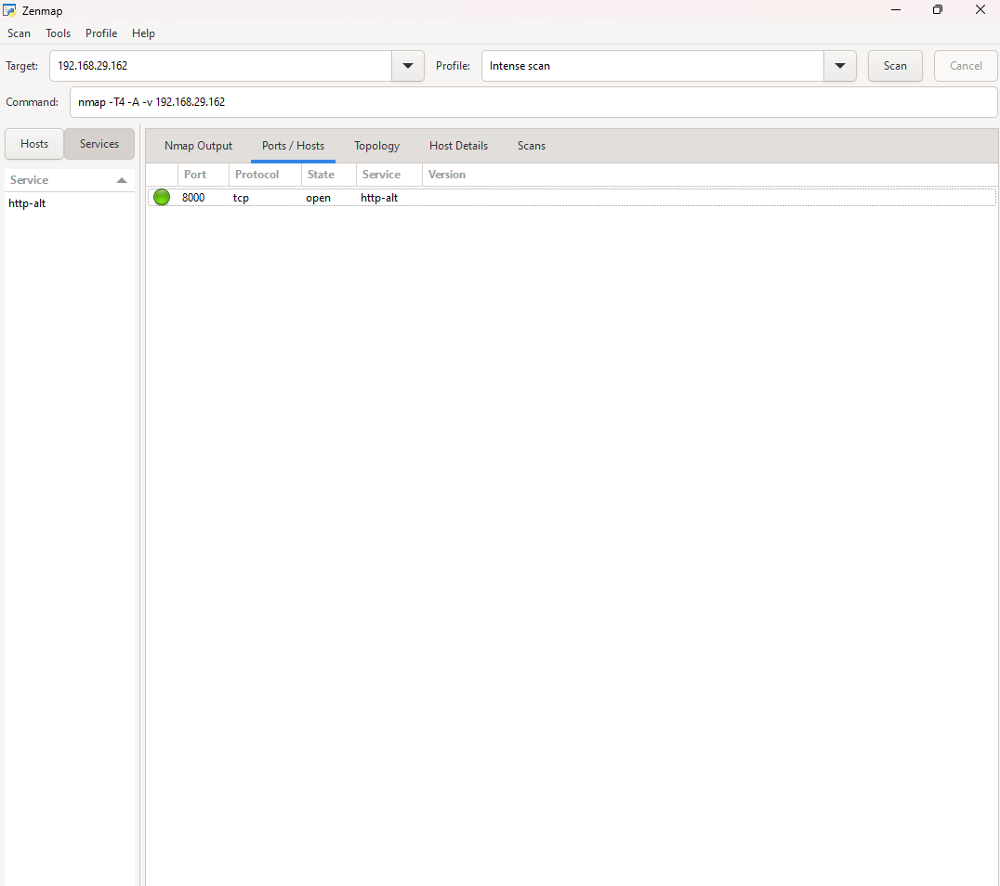 Zenmap
Scan Tools Profile Help
Target: 192.168.29.162 Profile: Intense scan Scan Cancel
Command: nmap -T4 -A -v 192.168.29.162
Hosts Services Nmap Output Ports / Hosts Topology Host Details Scans
Service Port Protocol State Service Version
http-alt 8000 tcp open http-alt